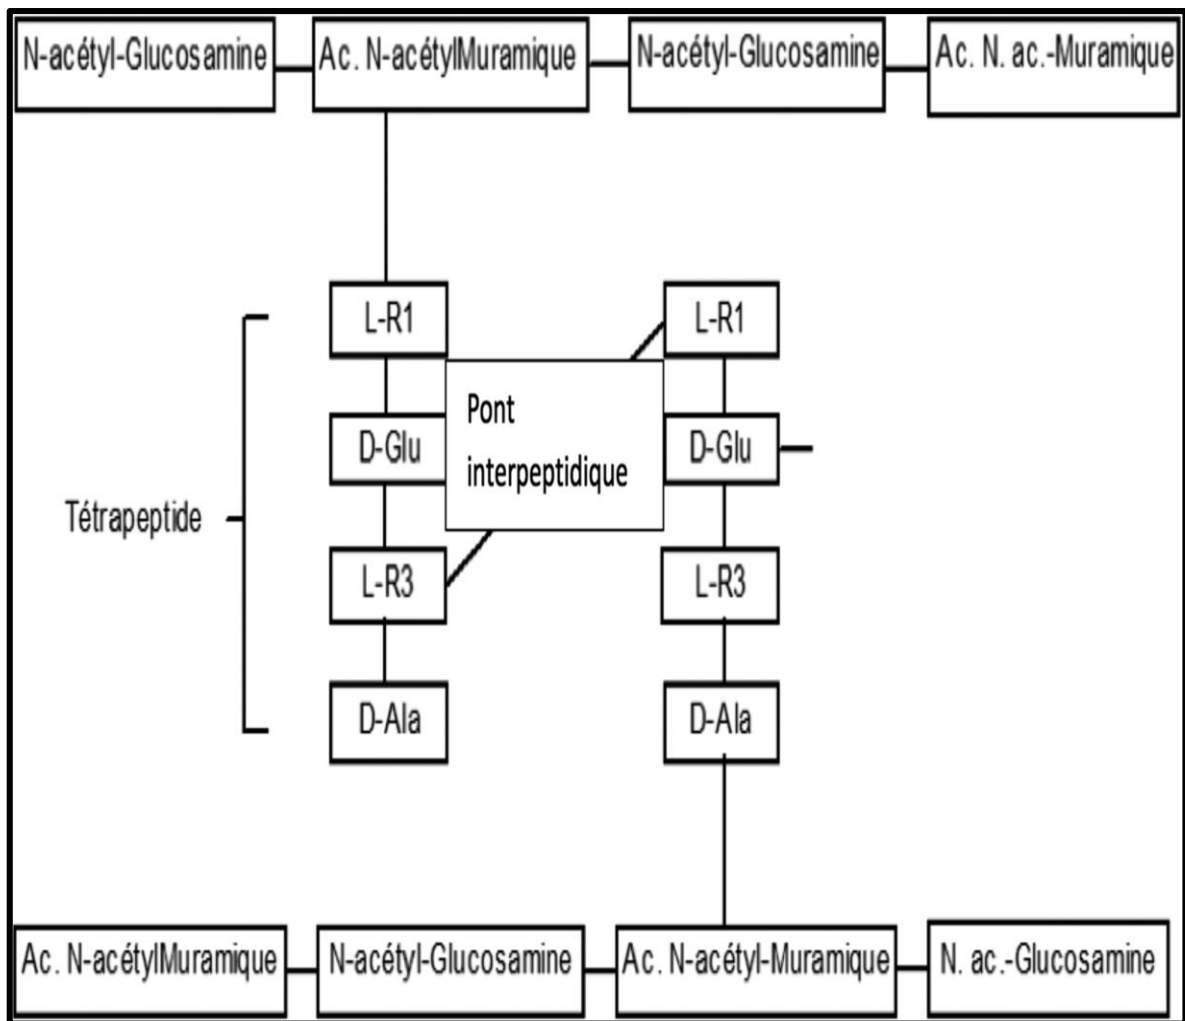 N-acétyl-Glucosamine Ac. N-acétylMuramique N-acétyl-Glucosamine Ac. N. ac.-Muramique
L-R1 L-R1
Pont
interpeptidique
D-Glu D-Glu
Tétrapeptide
L-R3 L-R3
D-Ala D-Ala
Ac. N-acétylMuramique N-acétyl-Glucosamine Ac. N-acétyl-Muramique N. ac.-Glucosamine